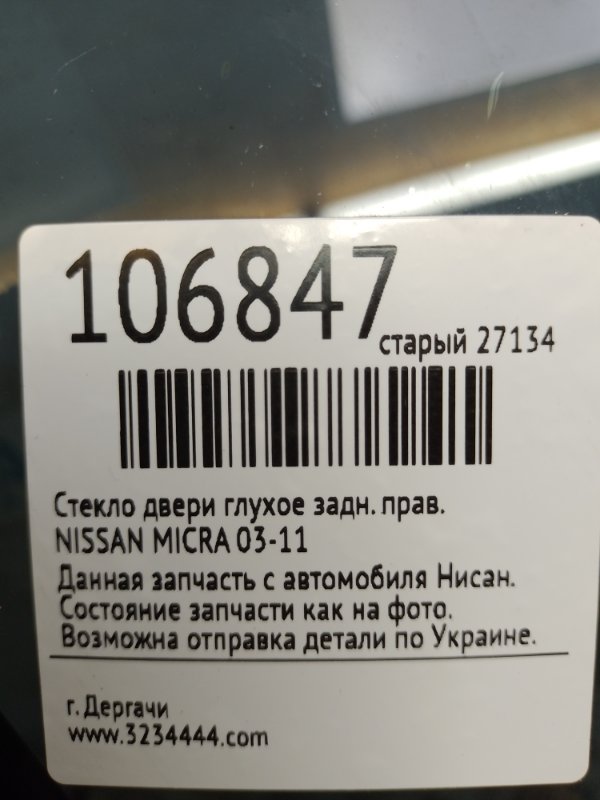 106847
старый 27134
Стекло двери глухое задн. прав.
NISSAN MICRA 03-11
Данная запчасть с автомобиля Нисан.
Состояние запчасти как на фото.
Возможна отправка детали по Украине.
г. Дергачи
www.3234444.com